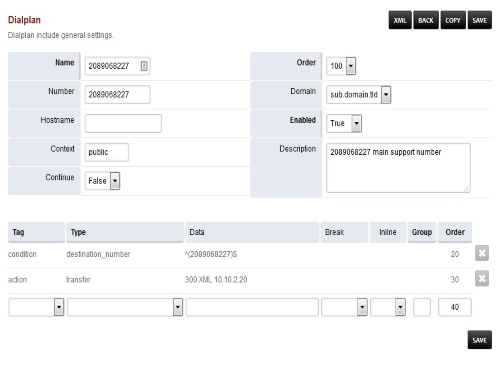 Dialplan
XML BACK COPY SAVE
Dialplan include general settings.
Name 2089068227 Order 100
Number 2089068227 Domain sub.domain.tld
Hostname Enabled True
Context public Description 2089068227 main support number
Continue False
Tag Type Data Break Inline Group Order
condition destination_number ^(2089068227)$ 20
action transfer 300 XML 10.10.2.20 30
40
SAVE